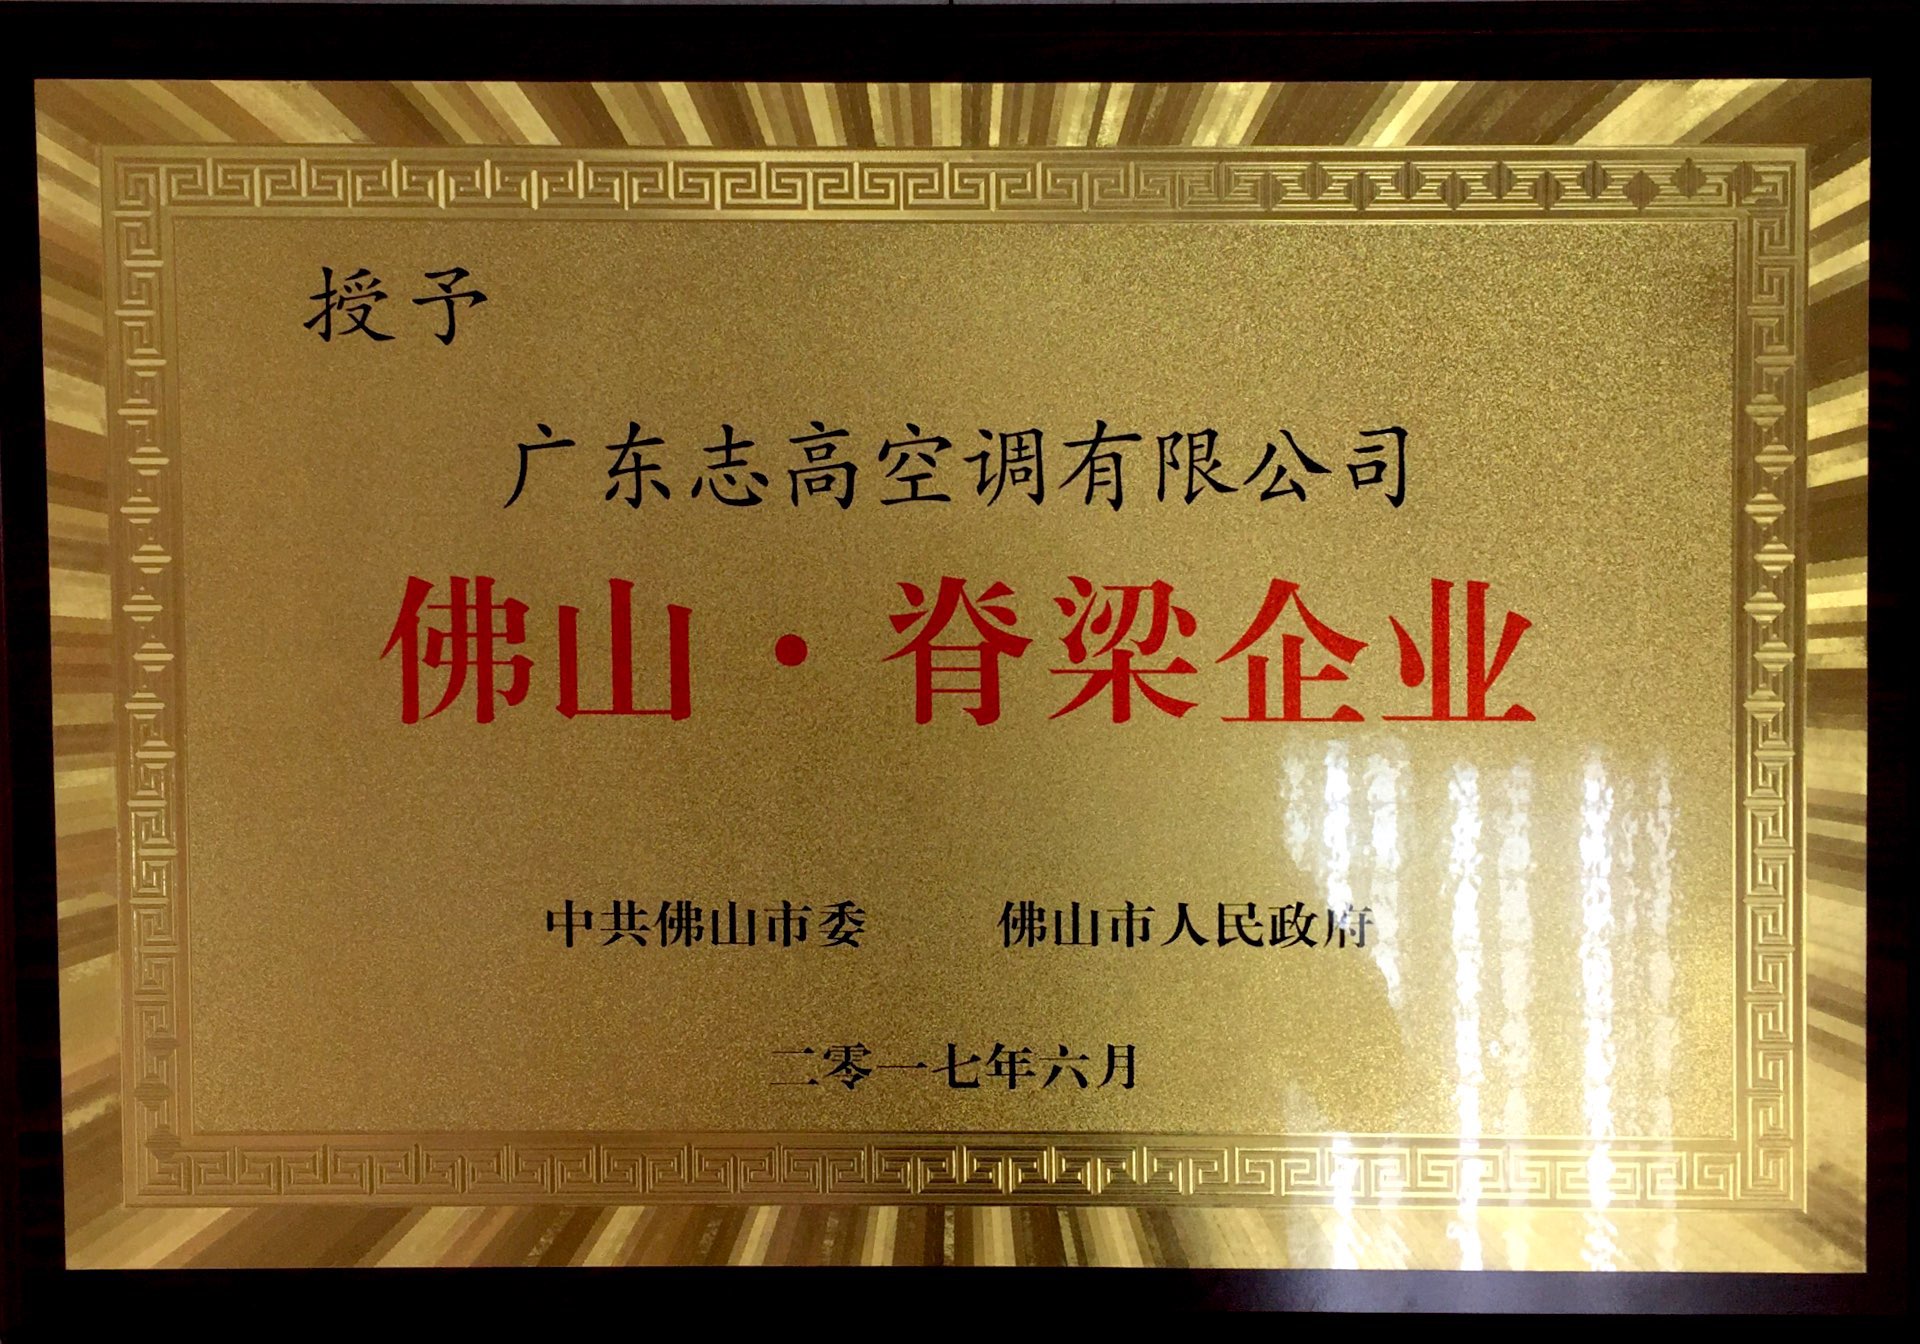 授予
广东志高空调有限公司
佛山·脊梁企业
中共佛山市委 佛山市人民政府
二零一七年六月